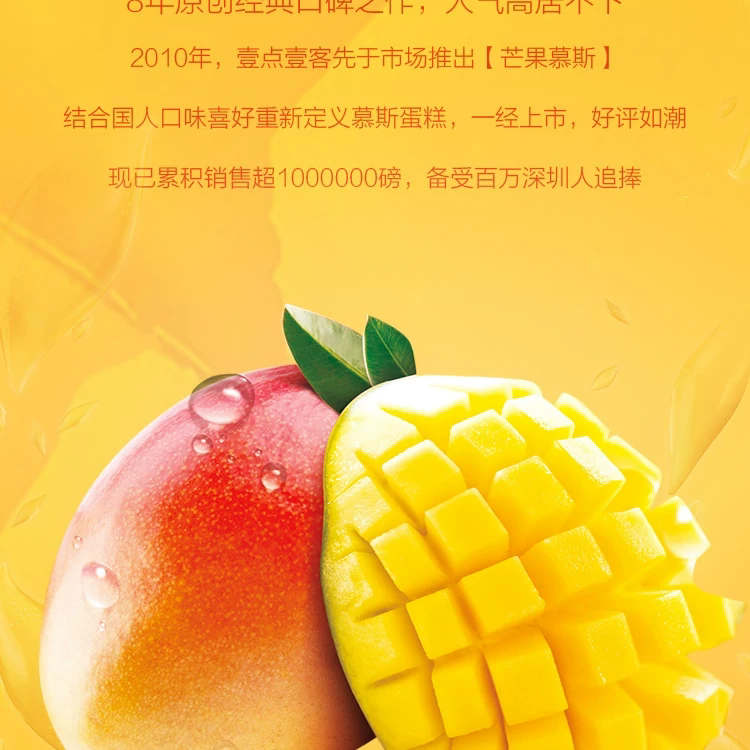 8年原创经典口碑之作，人气高居不下
2010年，壹点壹客先于市场推出【芒果慕斯】
结合国人口味喜好重新定义慕斯蛋糕，一经上市，好评如潮
现已累积销售超1000000磅，备受百万深圳人追捧